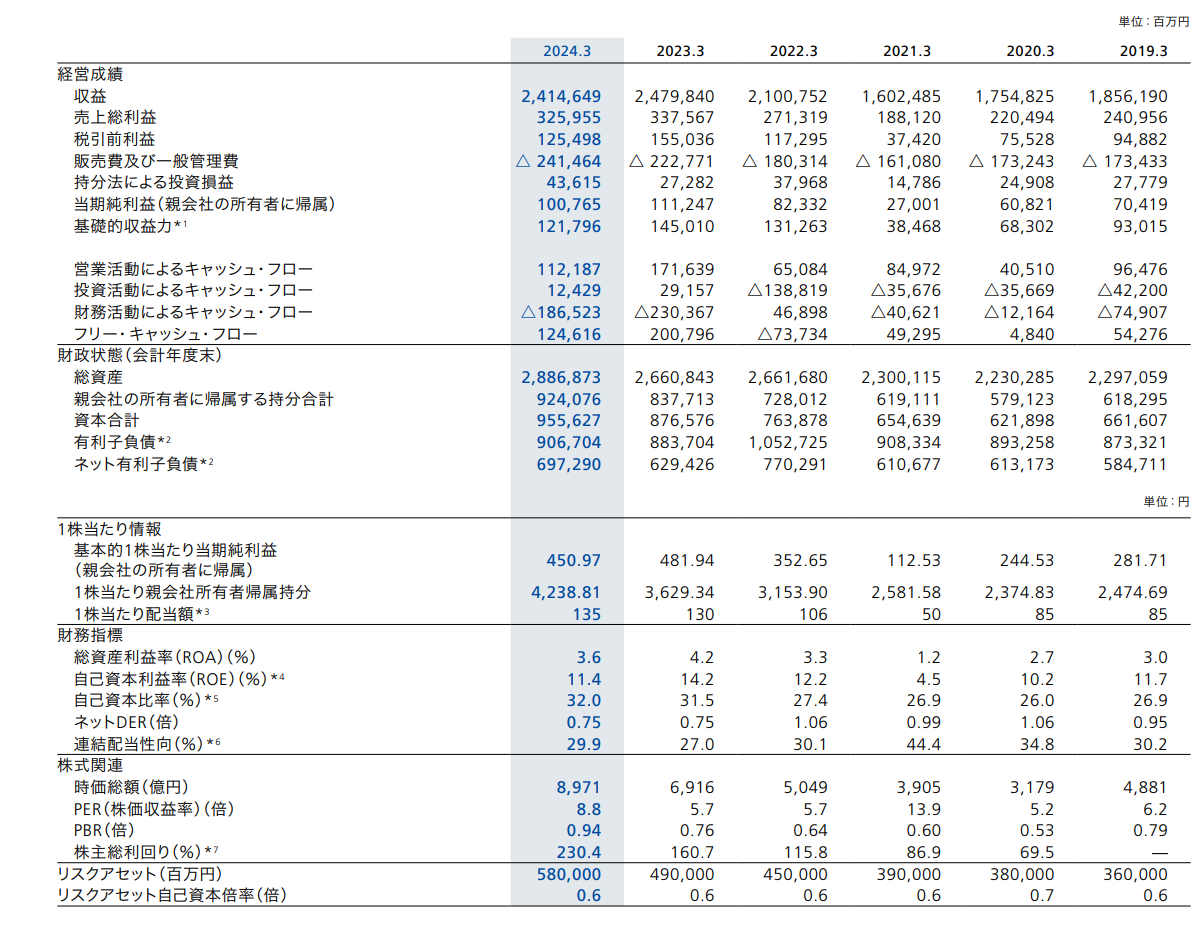 単位：百万円
2024.3 2023.3 2022.3 2021.3 2020.3 2019.3
経営成績
収益 2,414,649 2,479,840 2,100,752 1,602,485 1,754,825 1,856,190
売上総利益 325,955 337,567 271,319 188,120 220,494 240,956
税引前利益 125,498 155,036 117,295 37,420 75,528 94,882
販売費及び一般管理費 △ 241,464 △ 222,771 △ 180,314 △ 161,080 △ 173,243 △ 173,433
持分法による投資損益 43,615 27,282 37,968 14,786 24,908 27,779
当期純利益（親会社の所有者に帰属） 100,765 111,247 82,332 27,001 60,821 70,419
基礎的収益力*1 121,796 145,010 131,263 38,468 68,302 93,015
営業活動によるキャッシュ・フロー 112,187 171,639 65,084 84,972 40,510 96,476
投資活動によるキャッシュ・フロー 12,429 29,157 △138,819 △35,676 △35,669 △42,200
財務活動によるキャッシュ・フロー △186,523 △230,367 46,898 △40,621 △12,164 △74,907
フリー・キャッシュ・フロー 124,616 200,796 △73,734 49,295 4,840 54,276
財政状態（会計年度末）
総資産 2,886,873 2,660,843 2,661,680 2,300,115 2,230,285 2,297,059
親会社の所有者に帰属する持分合計 924,076 837,713 728,012 619,111 579,123 618,295
資本合計 955,627 876,576 763,878 654,639 621,898 661,607
有利子負債*2 906,704 883,704 1,052,725 908,334 893,258 873,321
ネット有利子負債*2 697,290 629,426 770,291 610,677 613,173 584,711
単位：円
1株当たり情報
基本的1株当たり当期純利益
（親会社の所有者に帰属） 450.97 481.94 352.65 112.53 244.53 281.71
1株当たり親会社所有者帰属持分 4,238.81 3,629.34 3,153.90 2,581.58 2,374.83 2,474.69
1株当たり配当額*3 135 130 106 50 85 85
財務指標
総資産利益率（ROA）（%） 3.6 4.2 3.3 1.2 2.7 3.0
自己資本利益率（ROE）（%）*4 11.4 14.2 12.2 4.5 10.2 11.7
自己資本比率（%）*5 32.0 31.5 27.4 26.9 26.0 26.9
ネットDER（倍） 0.75 0.75 1.06 0.99 1.06 0.95
連結配当性向（%）*6 29.9 27.0 30.1 44.4 34.8 30.2
株式関連
時価総額（億円） 8,971 6,916 5,049 3,905 3,179 4,881
PER（株価収益率）（倍） 8.8 5.7 5.7 13.9 5.2 6.2
PBR（倍） 0.94 0.76 0.64 0.60 0.53 0.79
株主総利回り（%）*7 230.4 160.7 115.8 86.9 69.5 —
リスクアセット（百万円） 580,000 490,000 450,000 390,000 380,000 360,000
リスクアセット自己資本倍率（倍） 0.6 0.6 0.6 0.6 0.7 0.6